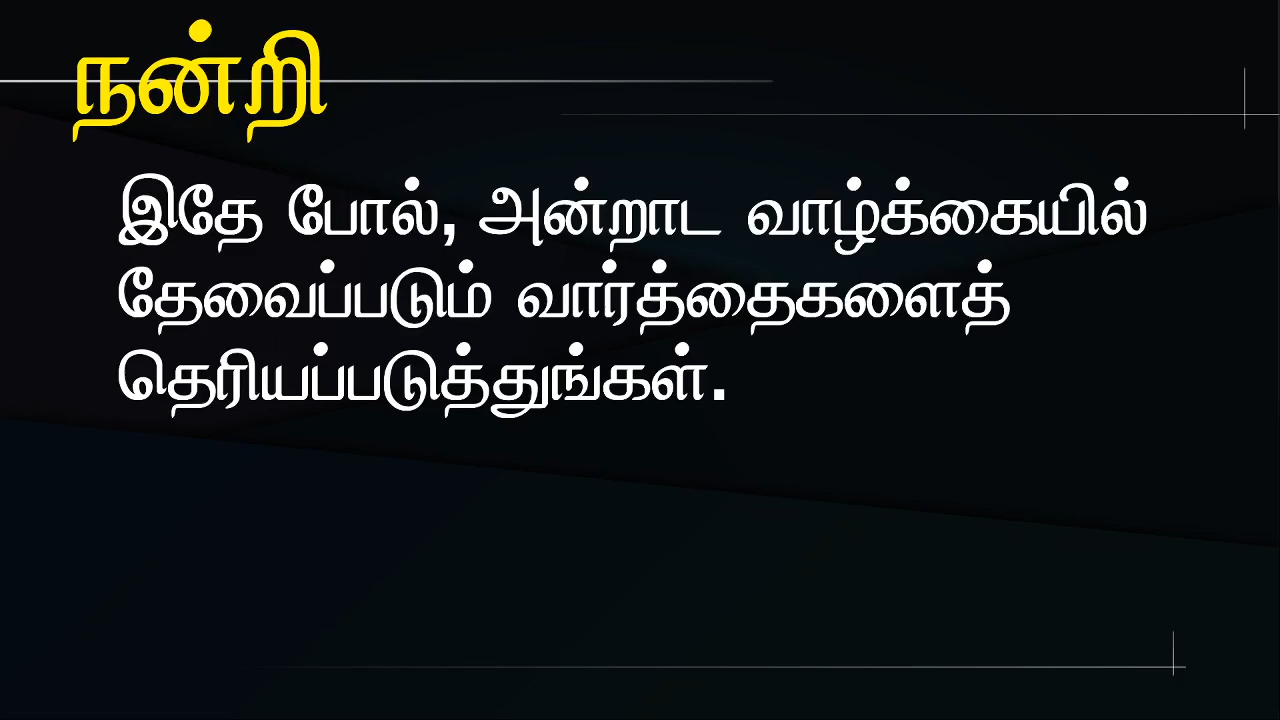 நன்றி
இதே போல், அன்றாட வாழ்க்கையில்
தேவைப்படும் வார்த்தைகளைத்
தெரியப்படுத்துங்கள்.